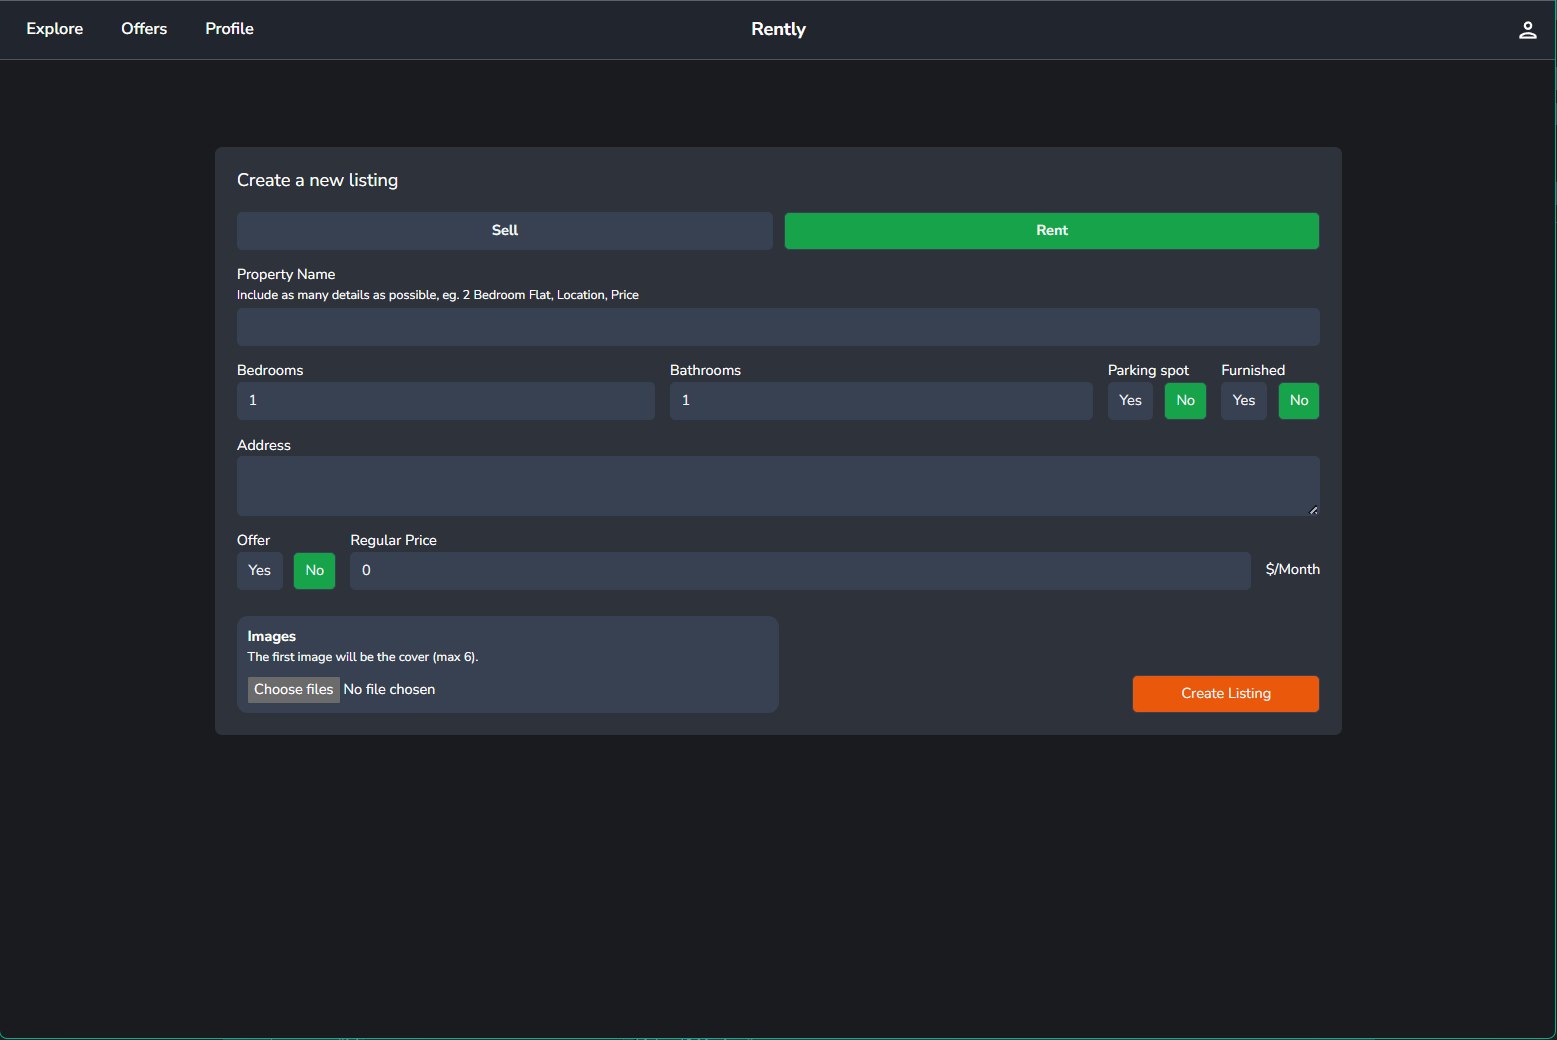 Explore Offers Profile Rently
Create a new listing
Sell Rent
Property Name
Include as many details as possible, eg. 2 Bedroom Flat, Location, Price
Bedrooms Bathrooms Parking spot Furnished
1 1 Yes No Yes No
Address
Offer Regular Price
Yes No 0 $/Month
Images
The first image will be the cover (max 6).
Choose files No file chosen
Create Listing